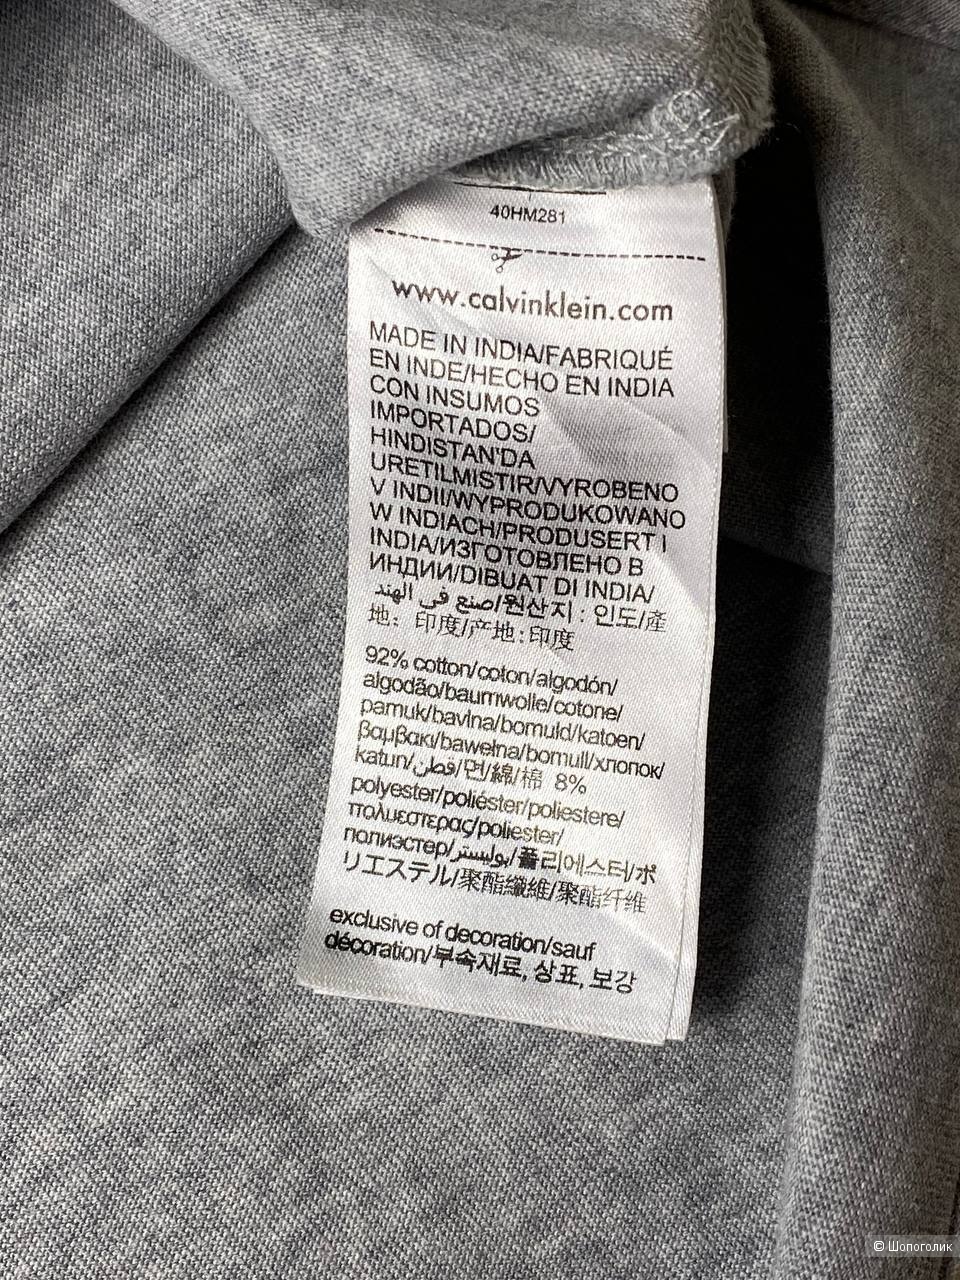 40HM281
www.calvinklein.com
MADE IN INDIA/FABRIQUÉ
EN INDE/HECHO EN INDIA
CON INSUMOS
IMPORTADOS/
HINDISTAN'DA
URETILMISTIR/VYROBENO
V INDII/WYPRODUKOWANO
W INDIACH/PRODUSERT I
INDIA/ИЗГОТОВЛЕНО В
ИНДИИ/DIBUAT DI INDIA/
صنع في الهند/원산지 : 인도/產
地：印度/产地:印度
92% cotton/coton/algodón/
algodão/baumwolle/cotone/
pamuk/bavlna/bomuld/katoen/
βαμβακι/bawełna/bomull/хлопок/
katun/قطن/면/綿/棉 8%
polyester/poliéster/poliestere/
πολυεστερας/poliester/
полиэстер/بوليستر/폴리에스터/ポ
リエステル/聚酯纖維/聚酯纤维
exclusive of decoration/sauf
décoration/부속재료, 상표, 보강
© Шопоголик